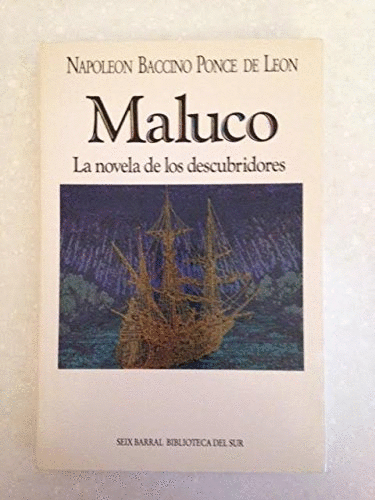 NAPOLEON BACCINO PONCE DE LEON
Maluco
La novela de los descubridores
SEIX BARRAL BIBLIOTECA DEL SUR